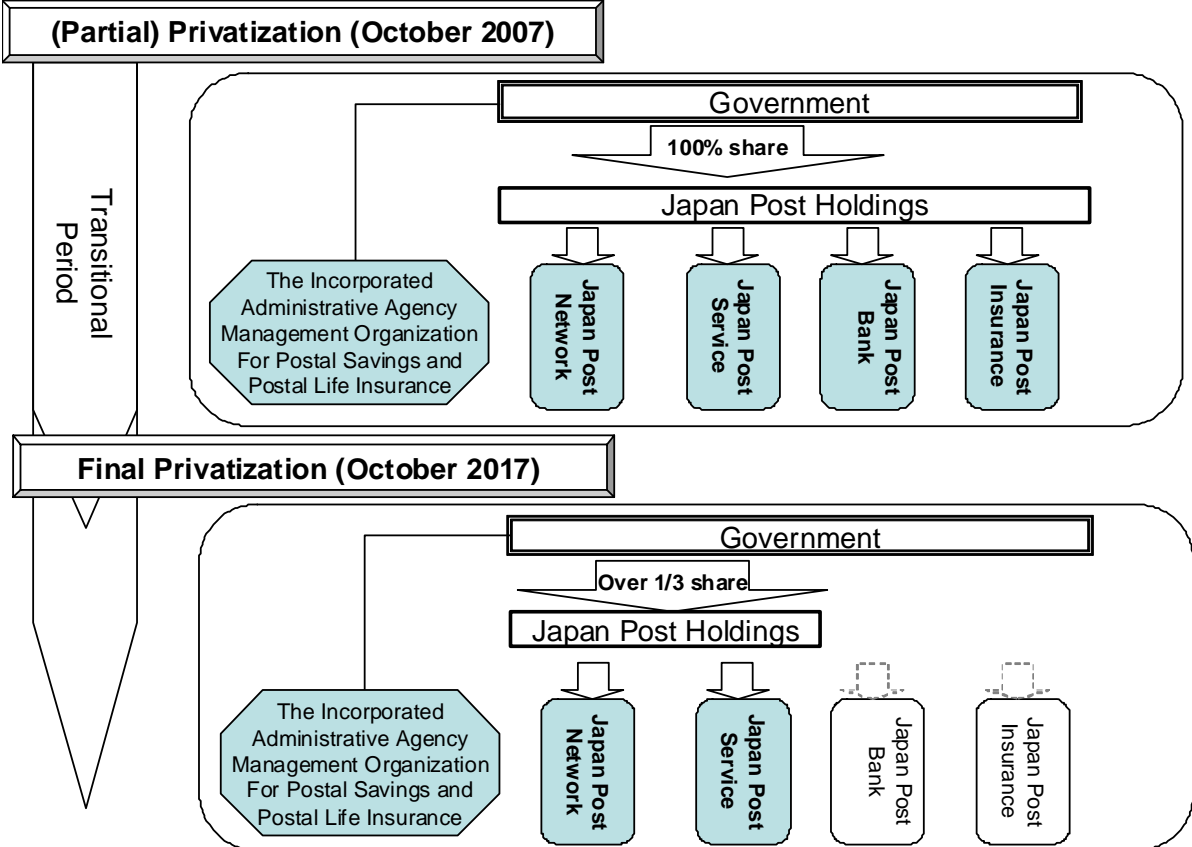 (Partial) Privatization (October 2007)
Transitional
Period
Government
100% share
Japan Post Holdings
The Incorporated
Administrative Agency
Management Organization
For Postal Savings and
Postal Life Insurance
Japan Post
Network
Japan Post
Service
Japan Post
Bank
Japan Post
Insurance
Final Privatization (October 2017)
Government
Over 1/3 share
Japan Post Holdings
The Incorporated
Administrative Agency
Management Organization
For Postal Savings and
Postal Life Insurance
Japan Post
Network
Japan Post
Service
Japan Post
Bank
Japan Post
Insurance